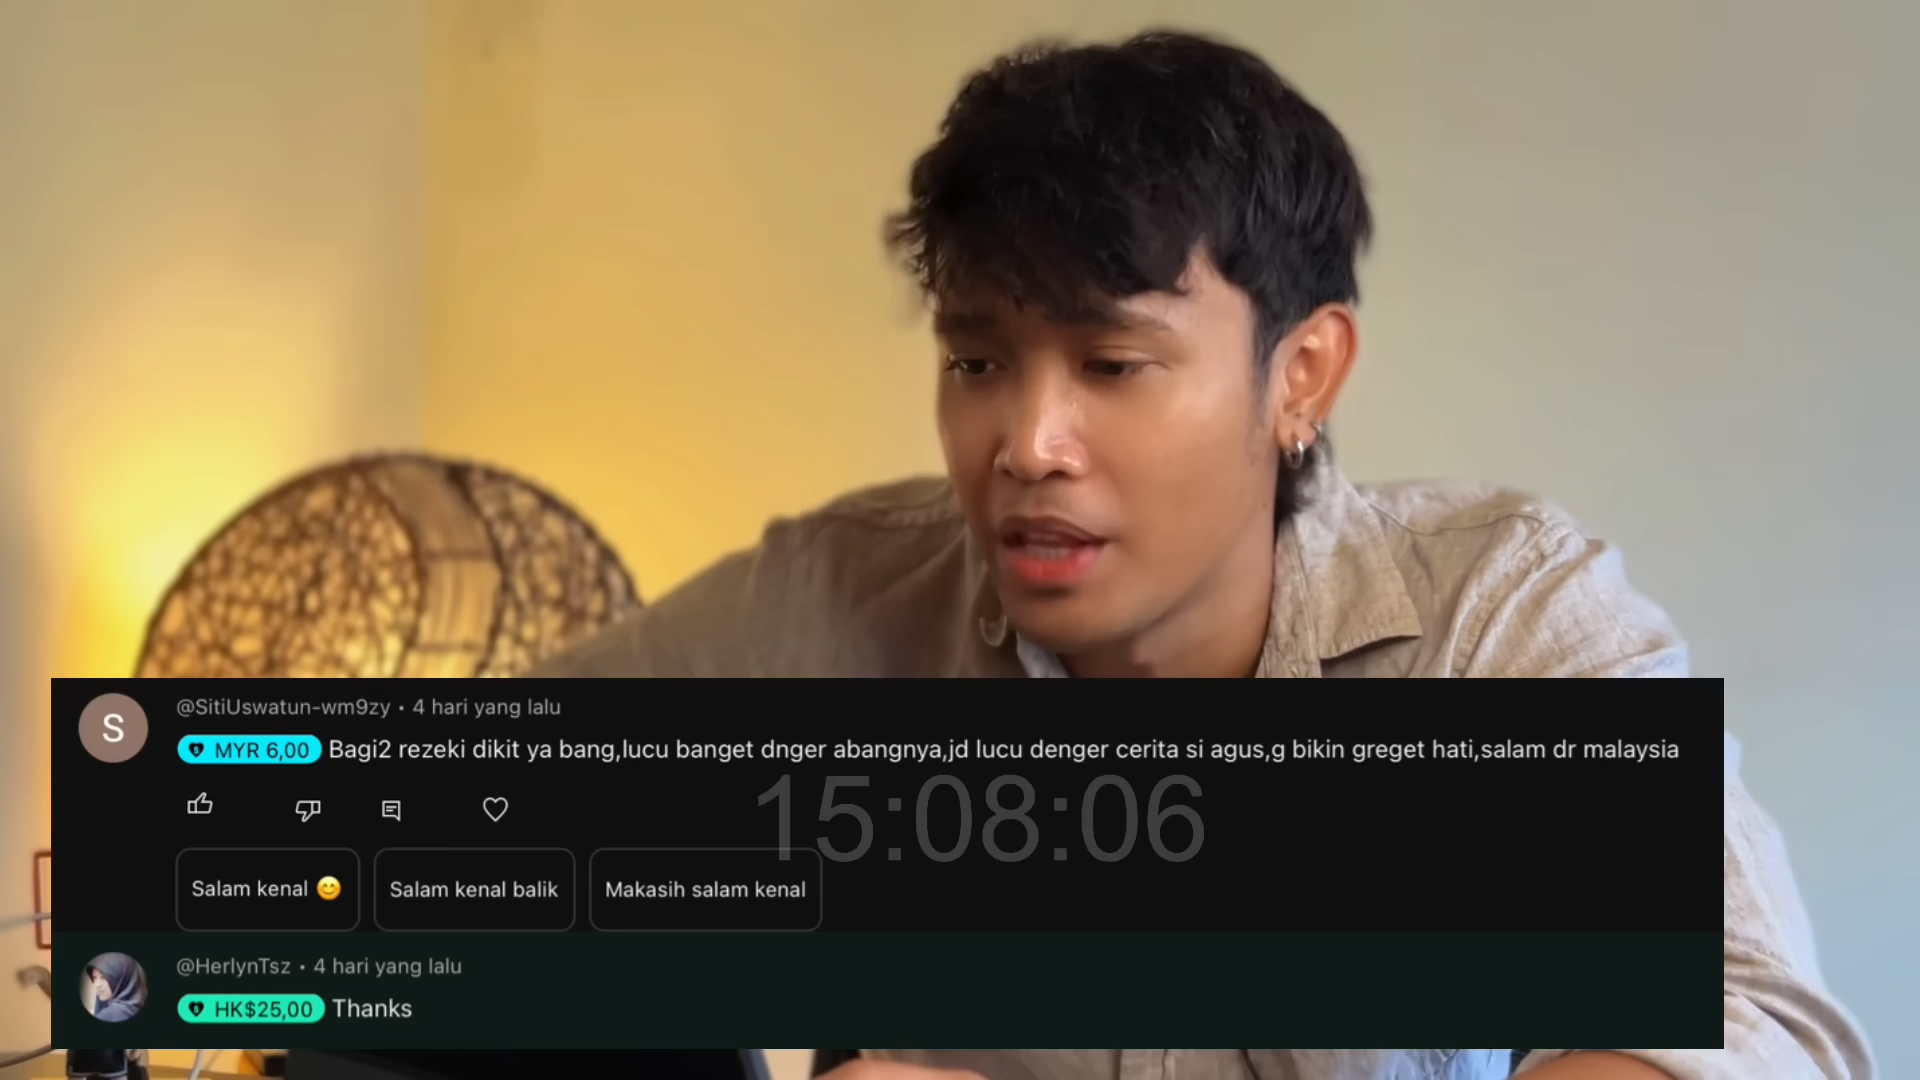 S
@SitiUswatun-wm9zy • 4 hari yang lalu
MYR 6,00 Bagi2 rezeki dikit ya bang,lucu banget dnger abangnya,jd lucu denger cerita si agus,g bikin greget hati,salam dr malaysia
15:08:06
Salam kenal 😊 Salam kenal balik Makasih salam kenal
@HerlynTsz • 4 hari yang lalu
HK$25,00 Thanks